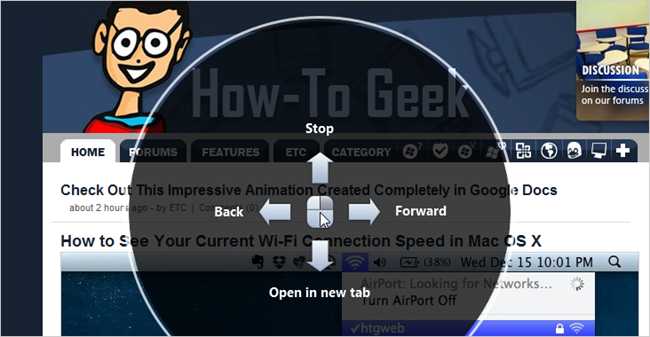 How-To Geek
DISCUSSION
Join the discuss
on our forums
Stop
HOME
FORUMS
FEATURES
ETC
CATEGORY
Check Out This Impressive Animation Created Completely in Google Docs
about 2 hours ago - by ETC | Comments (0)
Back
Forward
How to See Your Current Wi-Fi Connection Speed in Mac OS X
(38%) Wed Dec 15 10:01 PM
AirPort: Looking for Networks...
Open in new tab
Turn AirPort Off
✓htgweb